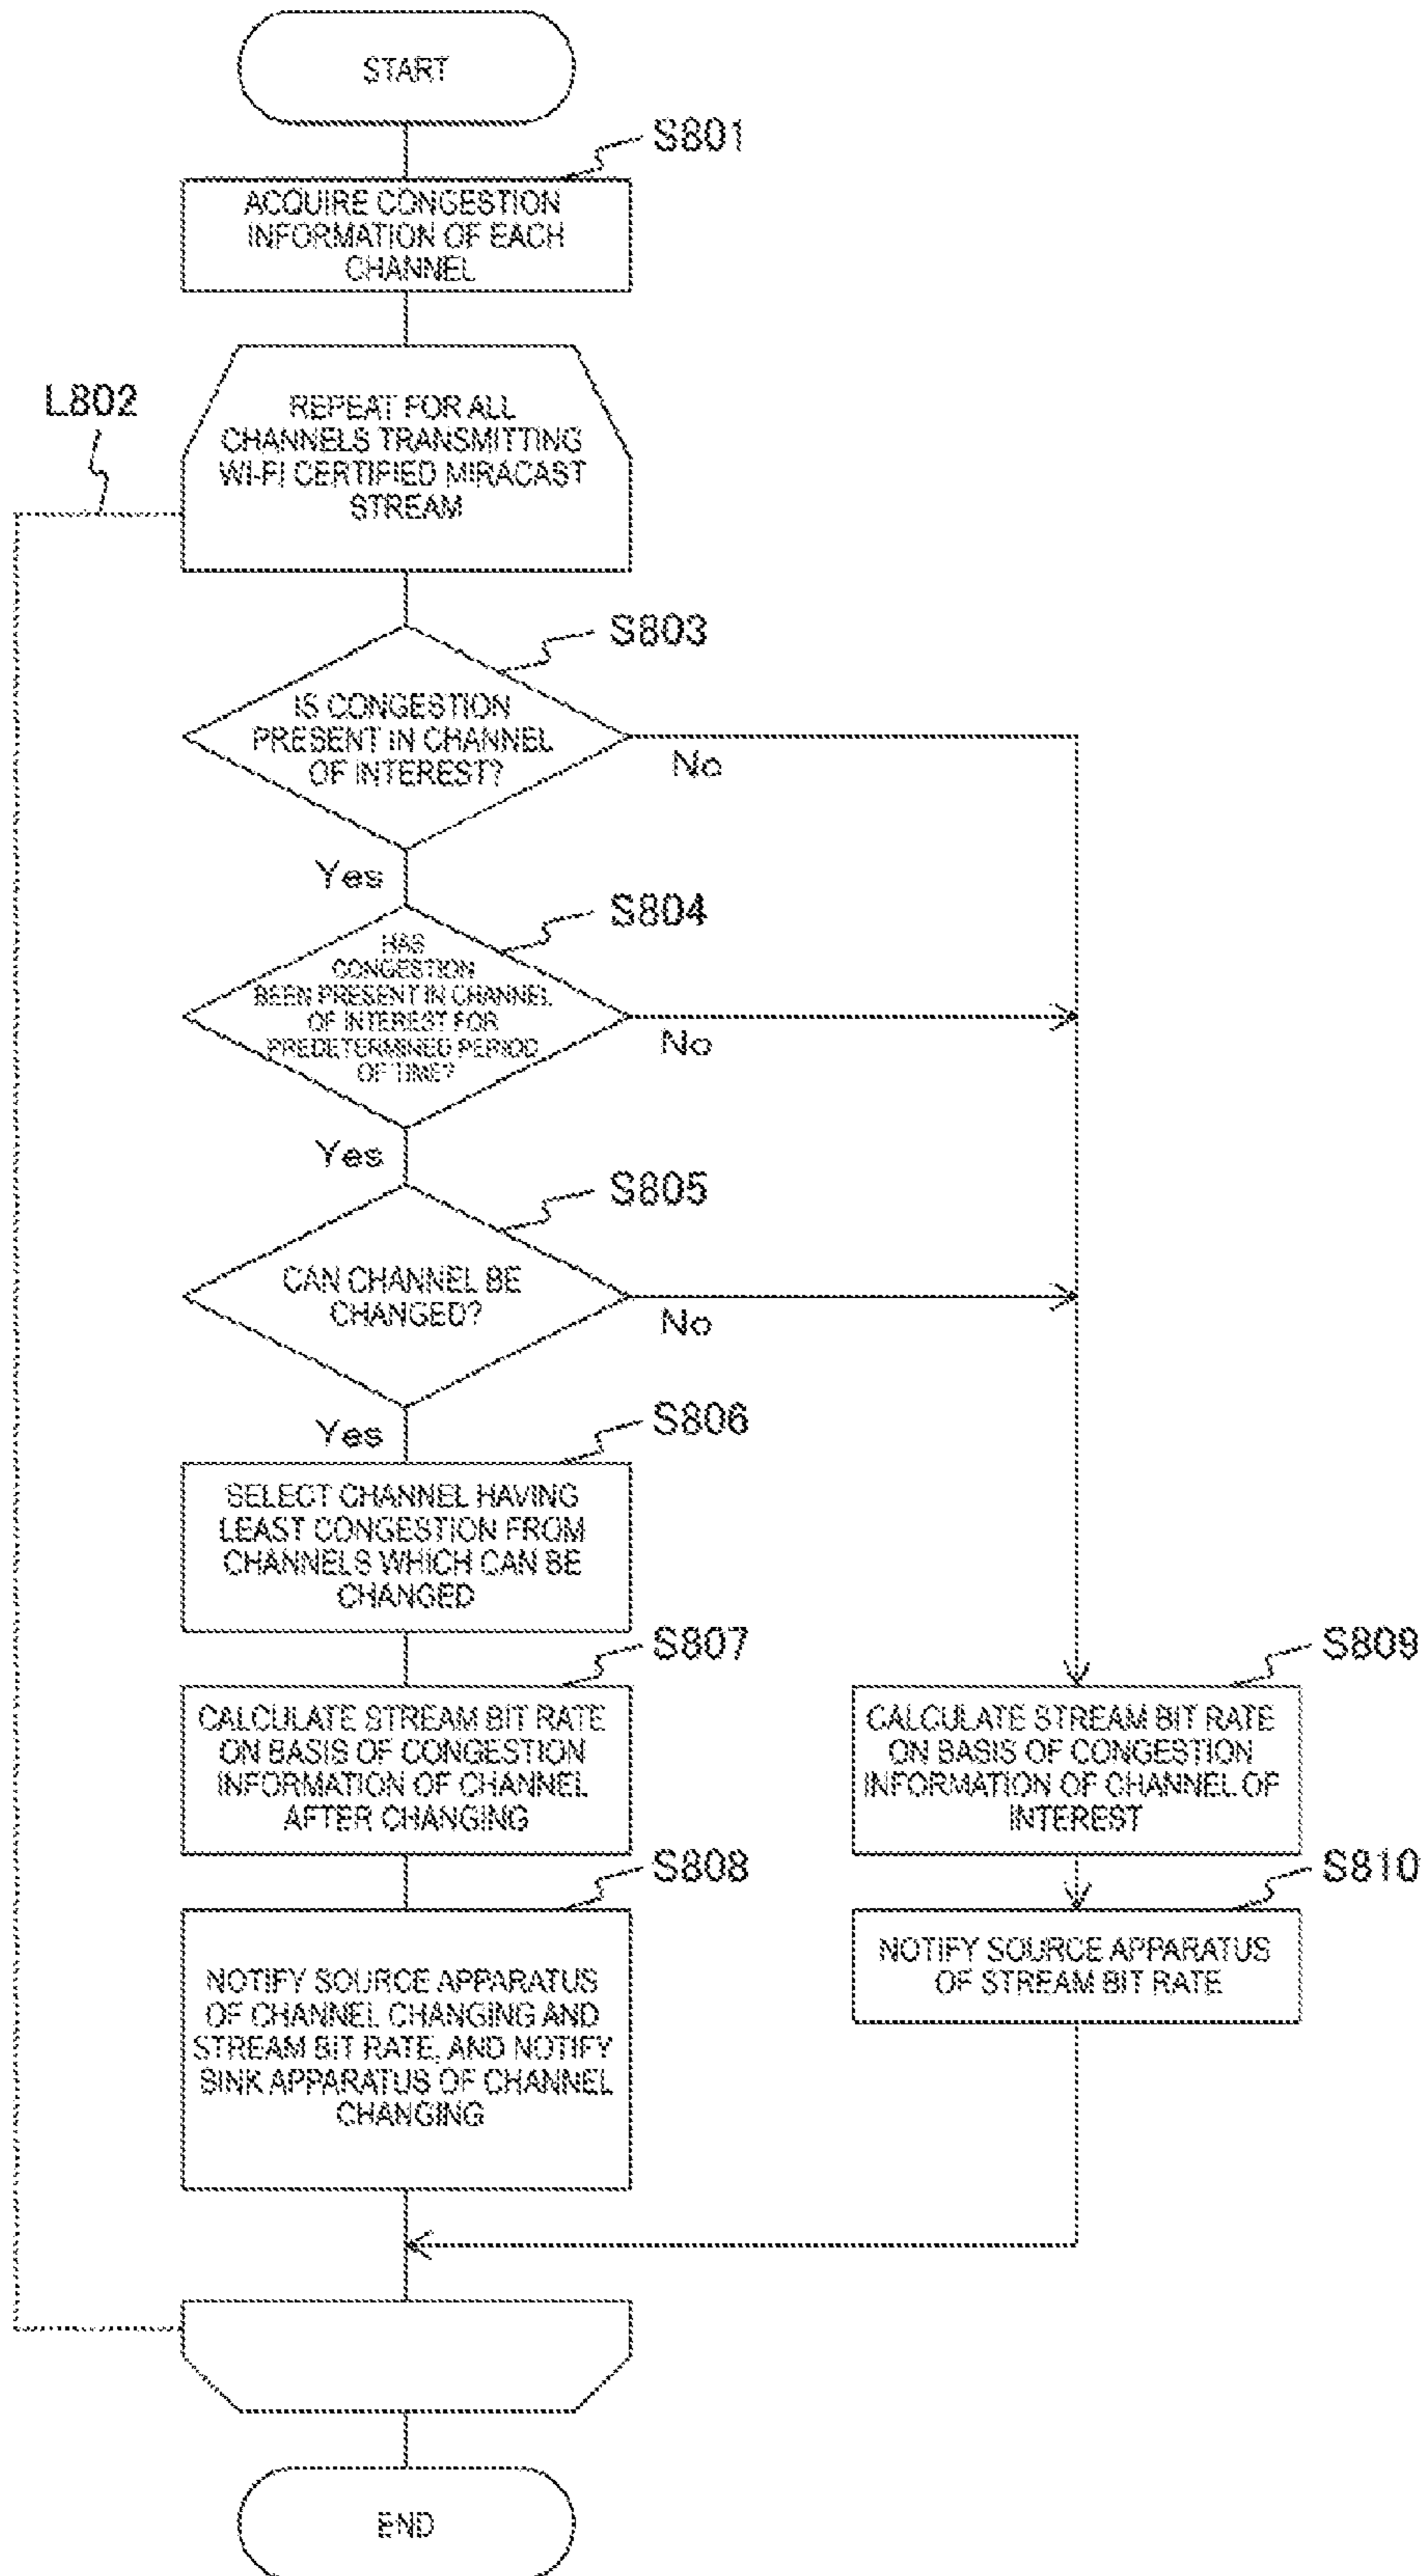 START
S801
ACQUIRE CONGESTION
INFORMATION OF EACH
CHANNEL
L802
REPEAT FOR ALL
CHANNELS TRANSMITTING
WI-FI CERTIFIED MIRACAST
STREAM
S803
IS CONGESTION
PRESENT IN CHANNEL
OF INTEREST?
No
Yes
S804
HAS
CONGESTION
BEEN PRESENT IN CHANNEL
OF INTEREST FOR
PREDETERMINED PERIOD
OF TIME?
No
Yes
S805
CAN CHANNEL BE
CHANGED?
No
Yes
S806
SELECT CHANNEL HAVING
LEAST CONGESTION FROM
CHANNELS WHICH CAN BE
CHANGED
S807
CALCULATE STREAM BIT RATE
ON BASIS OF CONGESTION
INFORMATION OF CHANNEL
AFTER CHANGING
S809
CALCULATE STREAM BIT RATE
ON BASIS OF CONGESTION
INFORMATION OF CHANNEL OF
INTEREST
S808
NOTIFY SOURCE APPARATUS
OF CHANNEL CHANGING AND
STREAM BIT RATE, AND NOTIFY
SINK APPARATUS OF CHANNEL
CHANGING
S810
NOTIFY SOURCE APPARATUS
OF STREAM BIT RATE
END